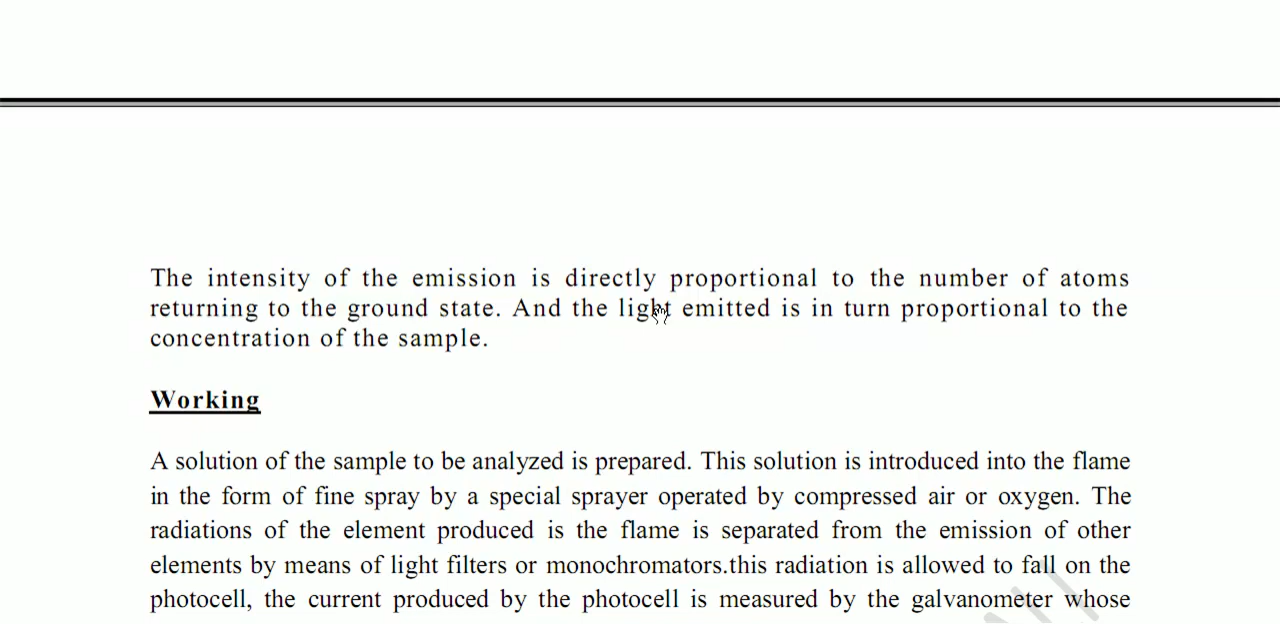 The intensity of the emission is directly proportional to the number of atoms
returning to the ground state. And the light emitted is in turn proportional to the
concentration of the sample.
Working
A solution of the sample to be analyzed is prepared. This solution is introduced into the flame
in the form of fine spray by a special sprayer operated by compressed air or oxygen. The
radiations of the element produced is the flame is separated from the emission of other
elements by means of light filters or monochromators.this radiation is allowed to fall on the
photocell, the current produced by the photocell is measured by the galvanometer whose